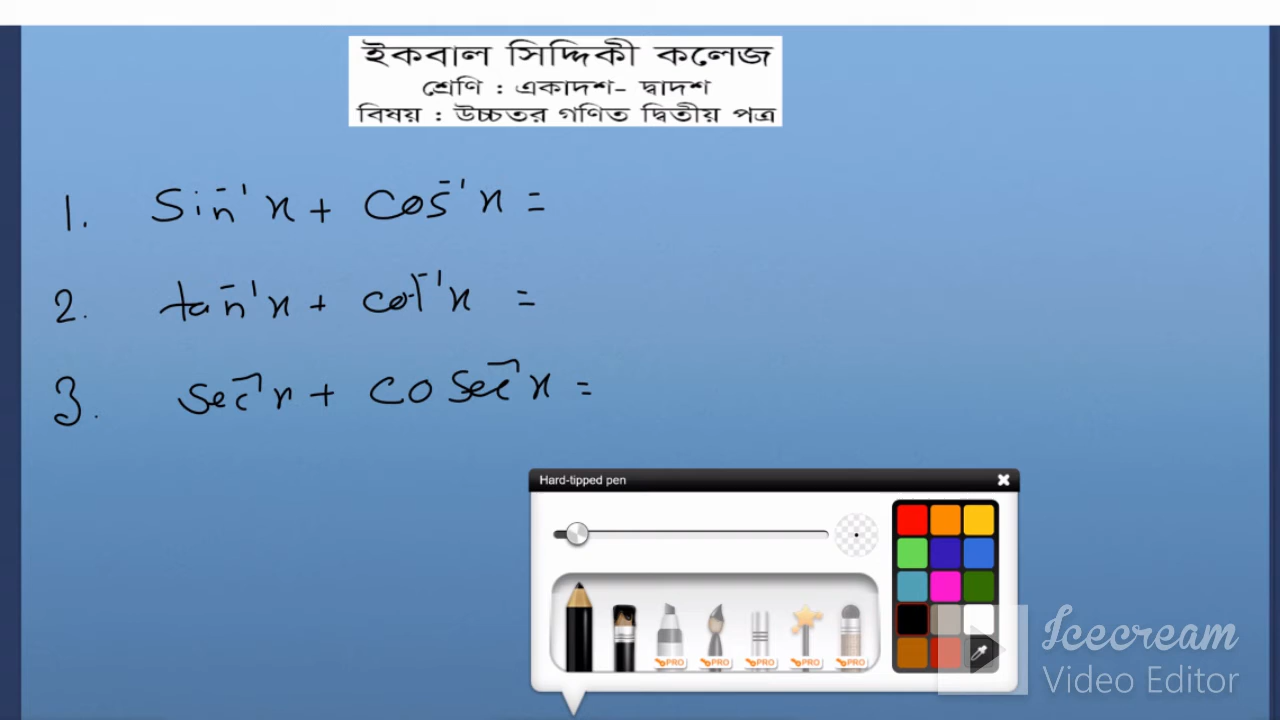 ইকবাল সিদ্দিকী কলেজ
শ্রেণি : একাদশ- দ্বাদশ
বিষয় : উচ্চতর গণিত দ্বিতীয় পত্র
1. Sin⁻¹x + Cos⁻¹x =
2. tan⁻¹x + cot⁻¹x =
3. sec⁻¹x + cosec⁻¹x =
Hard-tipped pen
PRO PRO PRO PRO PRO
Icecream
Video Editor